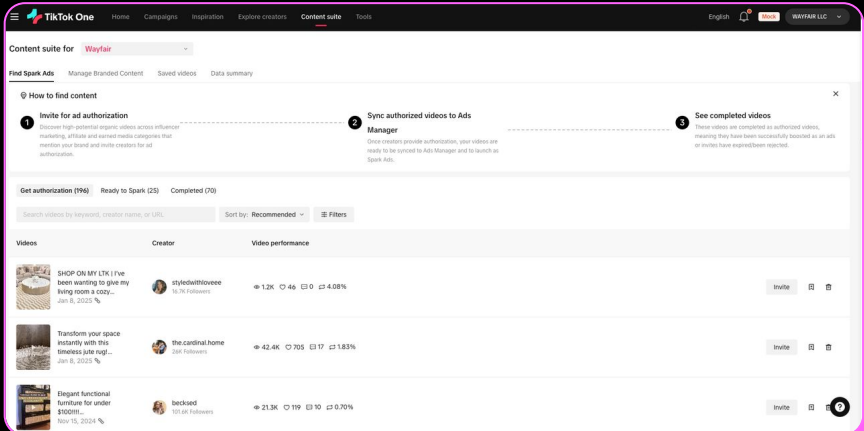 TikTok One Home Campaigns Inspiration Explore creators Content suite Tools English Mock WAYFAIR LLC
Content suite for Wayfair
Find Spark Ads Manage Branded Content Saved videos Data summary
How to find content
1 Invite for ad authorization
Discover high-potential organic videos across influencer
marketing, affiliate and earned media categories that
mention your brand and invite creators for ad
authorization.
2 Sync authorized videos to Ads
Manager
Once creators provide authorization, your videos are
ready to be synced to Ads Manager and to launch as
Spark Ads.
3 See completed videos
These videos are completed as authorized videos,
meaning they have been successfully boosted as an ads
or invites have expired/been rejected.
Get authorization (196) Ready to Spark (25) Completed (70)
Search videos by keyword, creator name, or URL Sort by: Recommended Filters
Videos Creator Video performance
SHOP ON MY LTK | I've
been wanting to give my
living room a cozy...
Jan 8, 2025
styledwithloveee
16.7K Followers
1.2K 46 0 4.08%
Invite
Transform your space
instantly with this
timeless jute rug!...
Jan 8, 2025
the.cardinal.home
26K Followers
42.4K 705 17 1.83%
Invite
Elegant functional
furniture for under
$100!!!!...
Nov 15, 2024
becksed
101.6K Followers
21.3K 119 10 0.70%
Invite
?